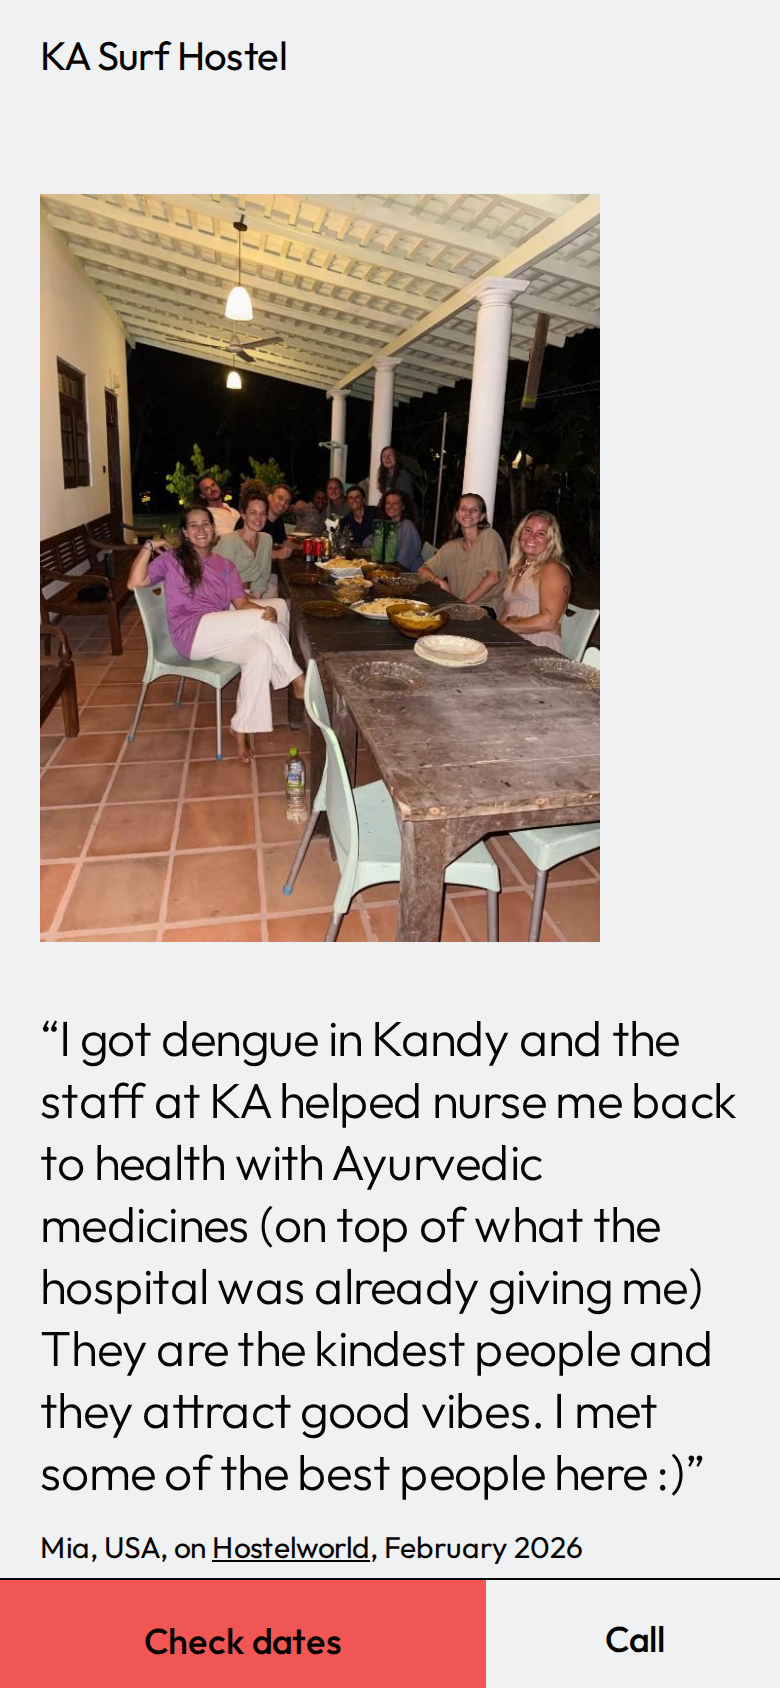 KA Surf Hostel
“I got dengue in Kandy and the
staff at KA helped nurse me back
to health with Ayurvedic
medicines (on top of what the
hospital was already giving me)
They are the kindest people and
they attract good vibes. I met
some of the best people here :)”
Mia, USA, on Hostelworld, February 2026
Check dates
Call